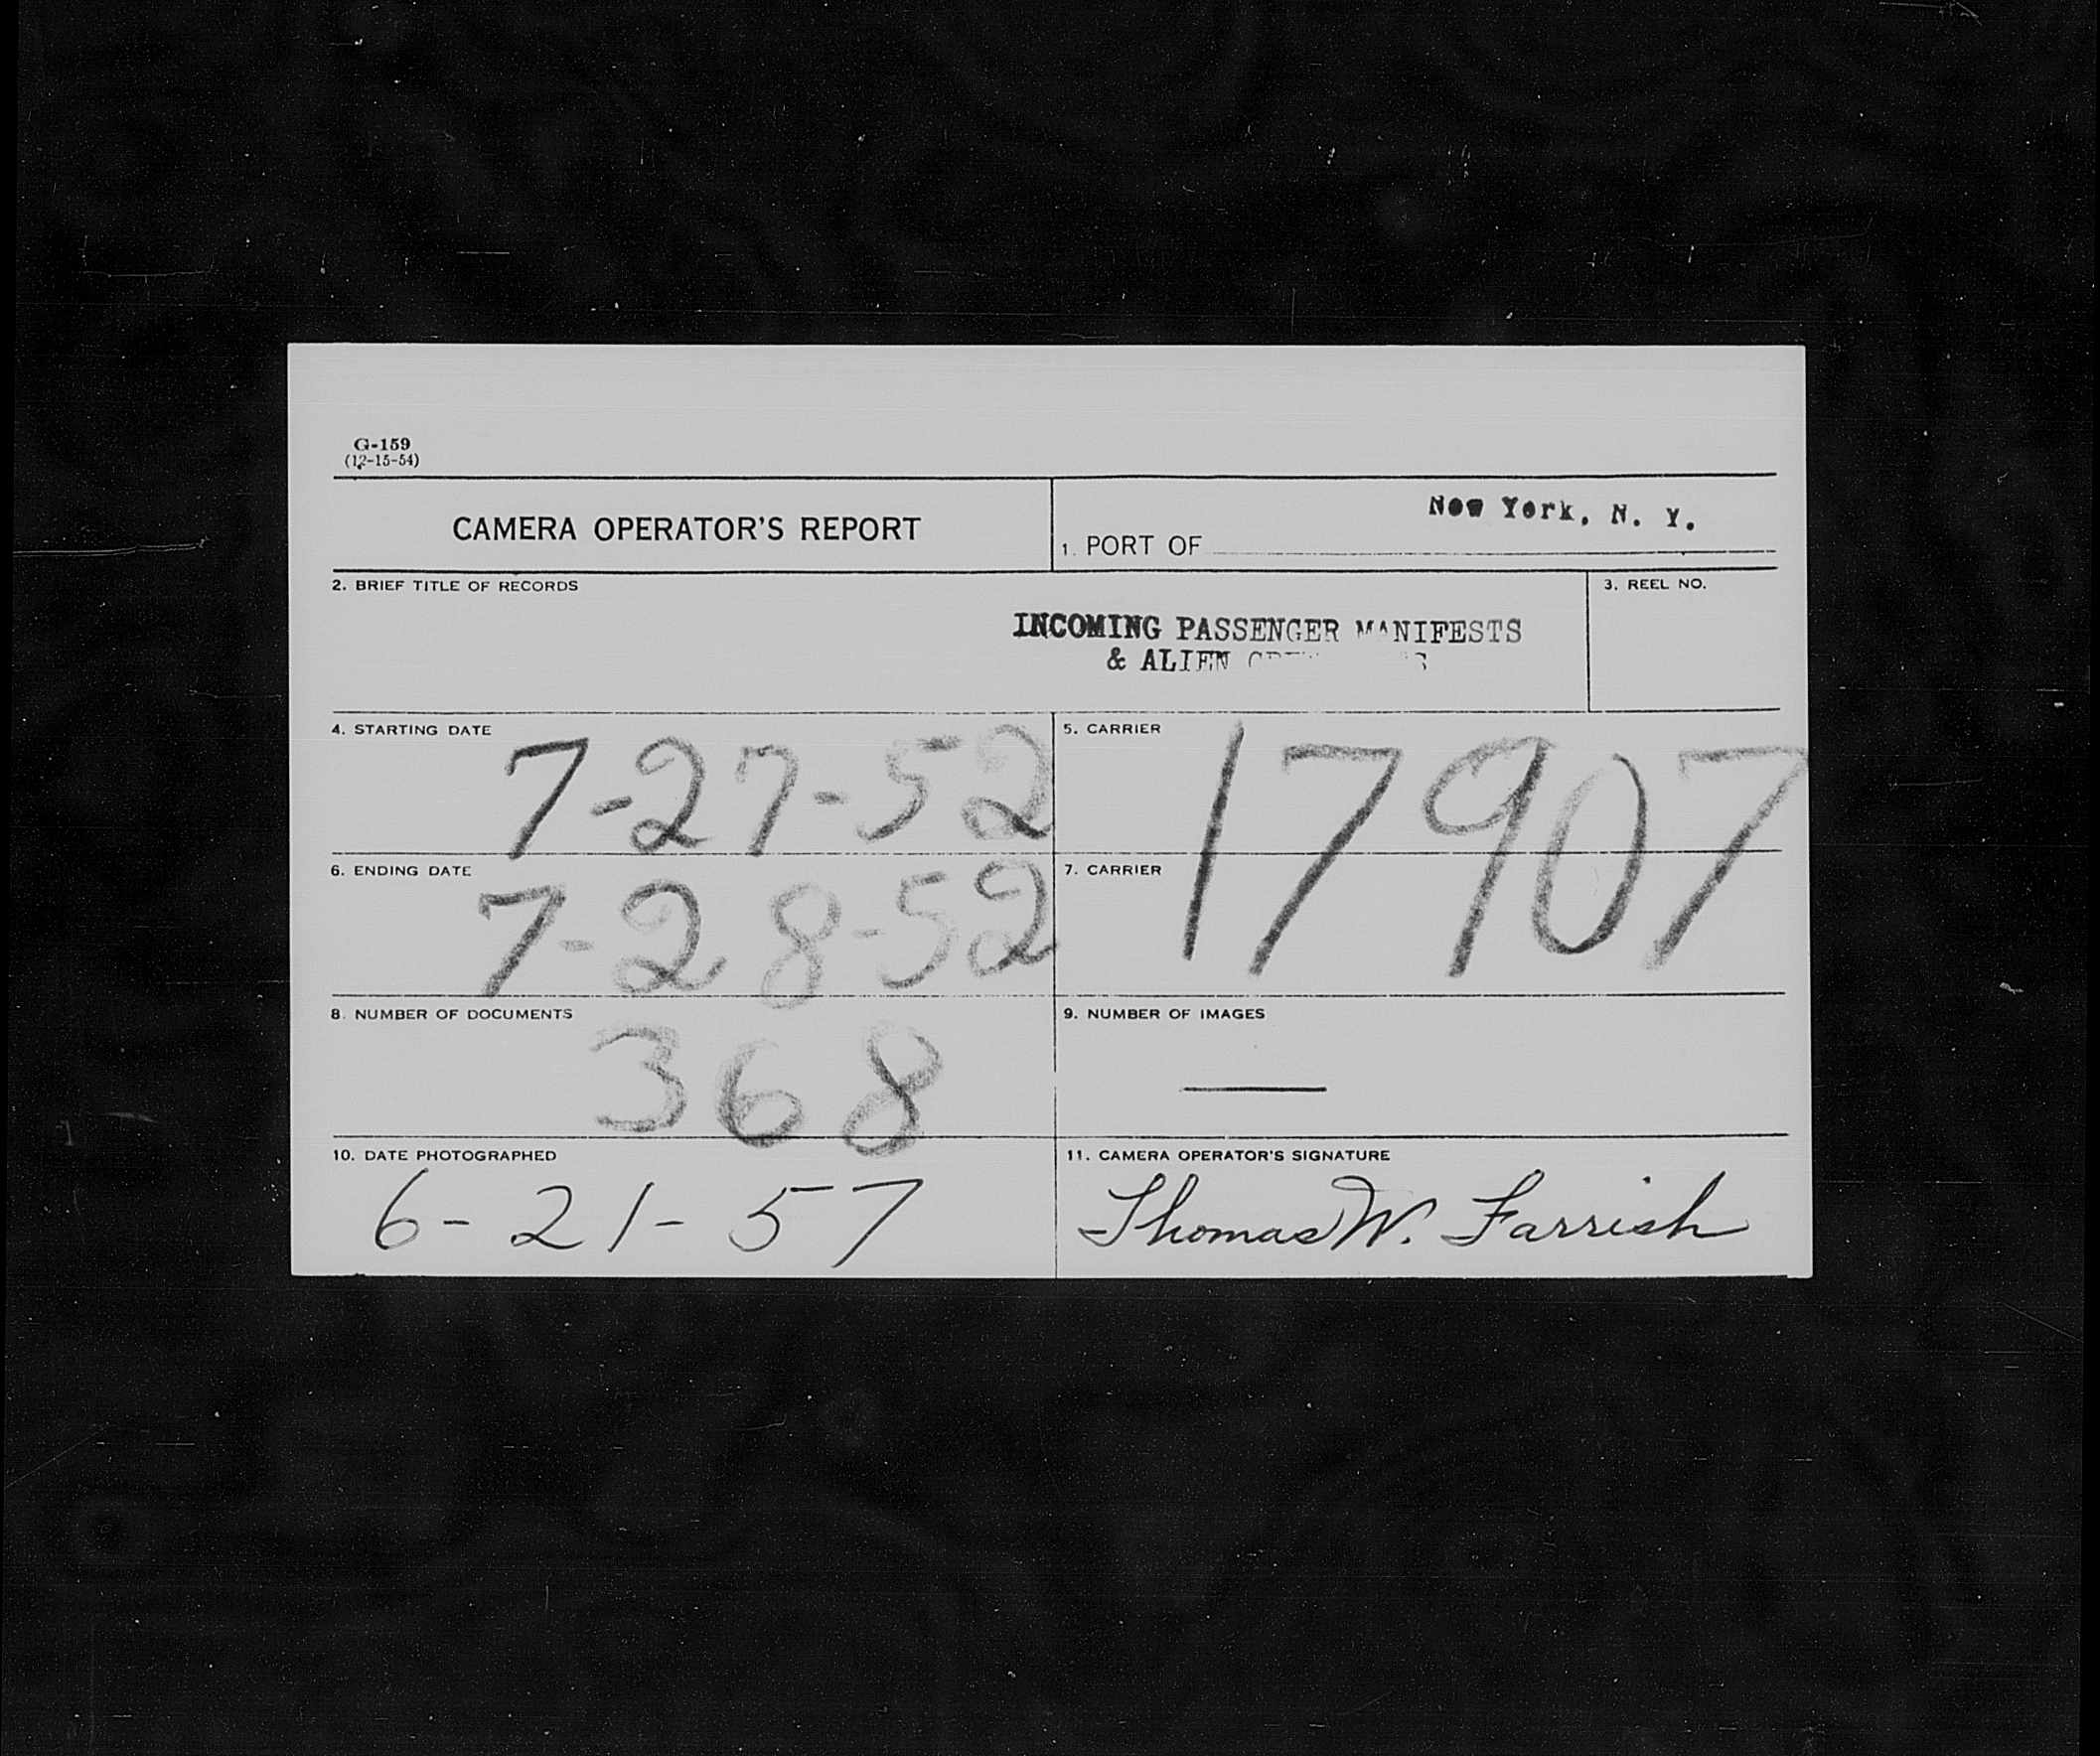 G-159
(12-15-54)
CAMERA OPERATOR'S REPORT
1. PORT OF New York, N. Y.
2. BRIEF TITLE OF RECORDS
INCOMING PASSENGER MANIFESTS
& ALIEN
3. REEL NO.
4. STARTING DATE
7-27-52
5. CARRIER
17907
6. ENDING DATE
7-28-52
7. CARRIER
8. NUMBER OF DOCUMENTS
368
9. NUMBER OF IMAGES
10. DATE PHOTOGRAPHED
6-21-57
11. CAMERA OPERATOR'S SIGNATURE
Thomas W. Farrish